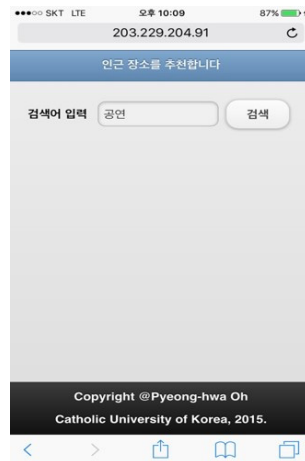 SKT LTE 오후 10:09 87%
203.229.204.91
인근 장소를 추천합니다
검색어 입력 공연 검색
Copyright @Pyeong-hwa Oh
Catholic University of Korea, 2015.